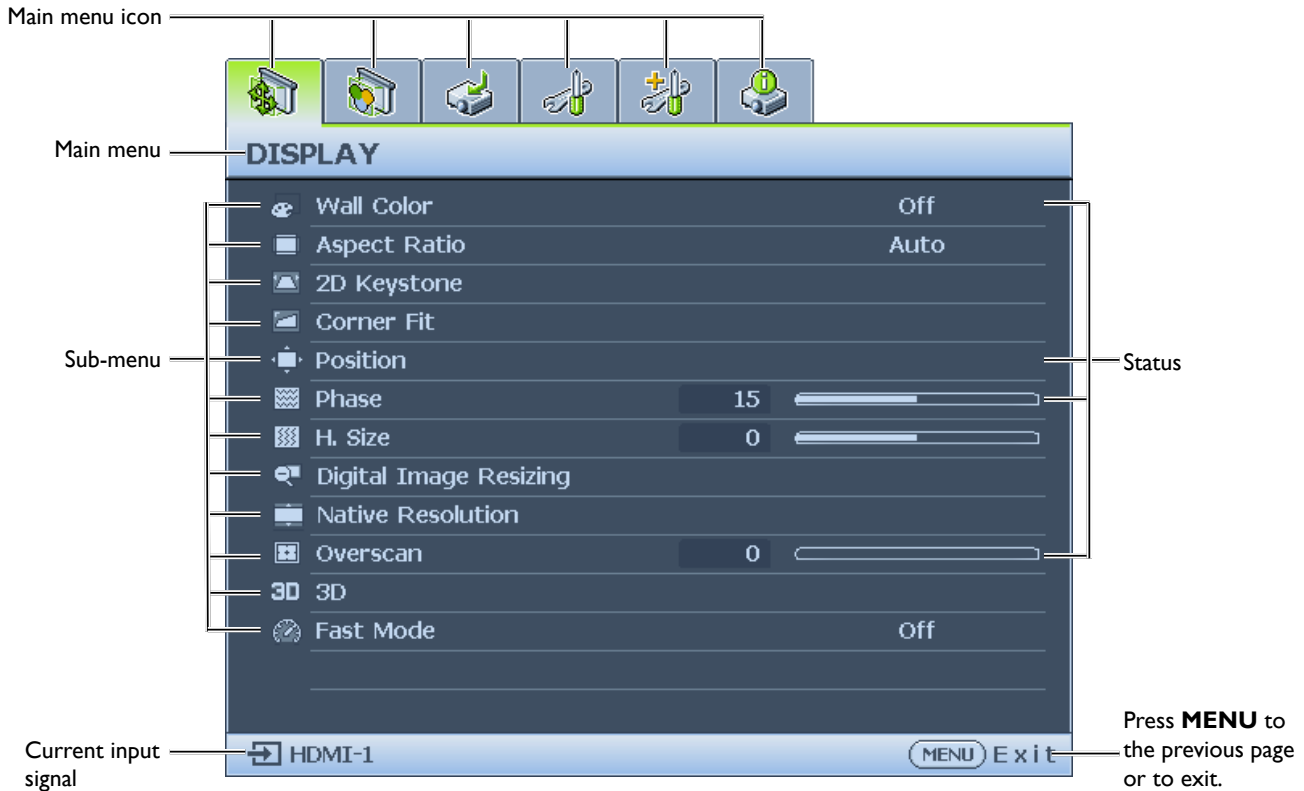 Main menu icon
Main menu
DISPLAY
Wall Color Off
Aspect Ratio Auto
2D Keystone
Corner Fit
Sub-menu
Position
Status
Phase 15
H. Size 0
Digital Image Resizing
Native Resolution
Overscan 0
3D 3D
Fast Mode Off
Current input
signal
HDMI-1
MENU Exit
Press MENU to
the previous page
or to exit.